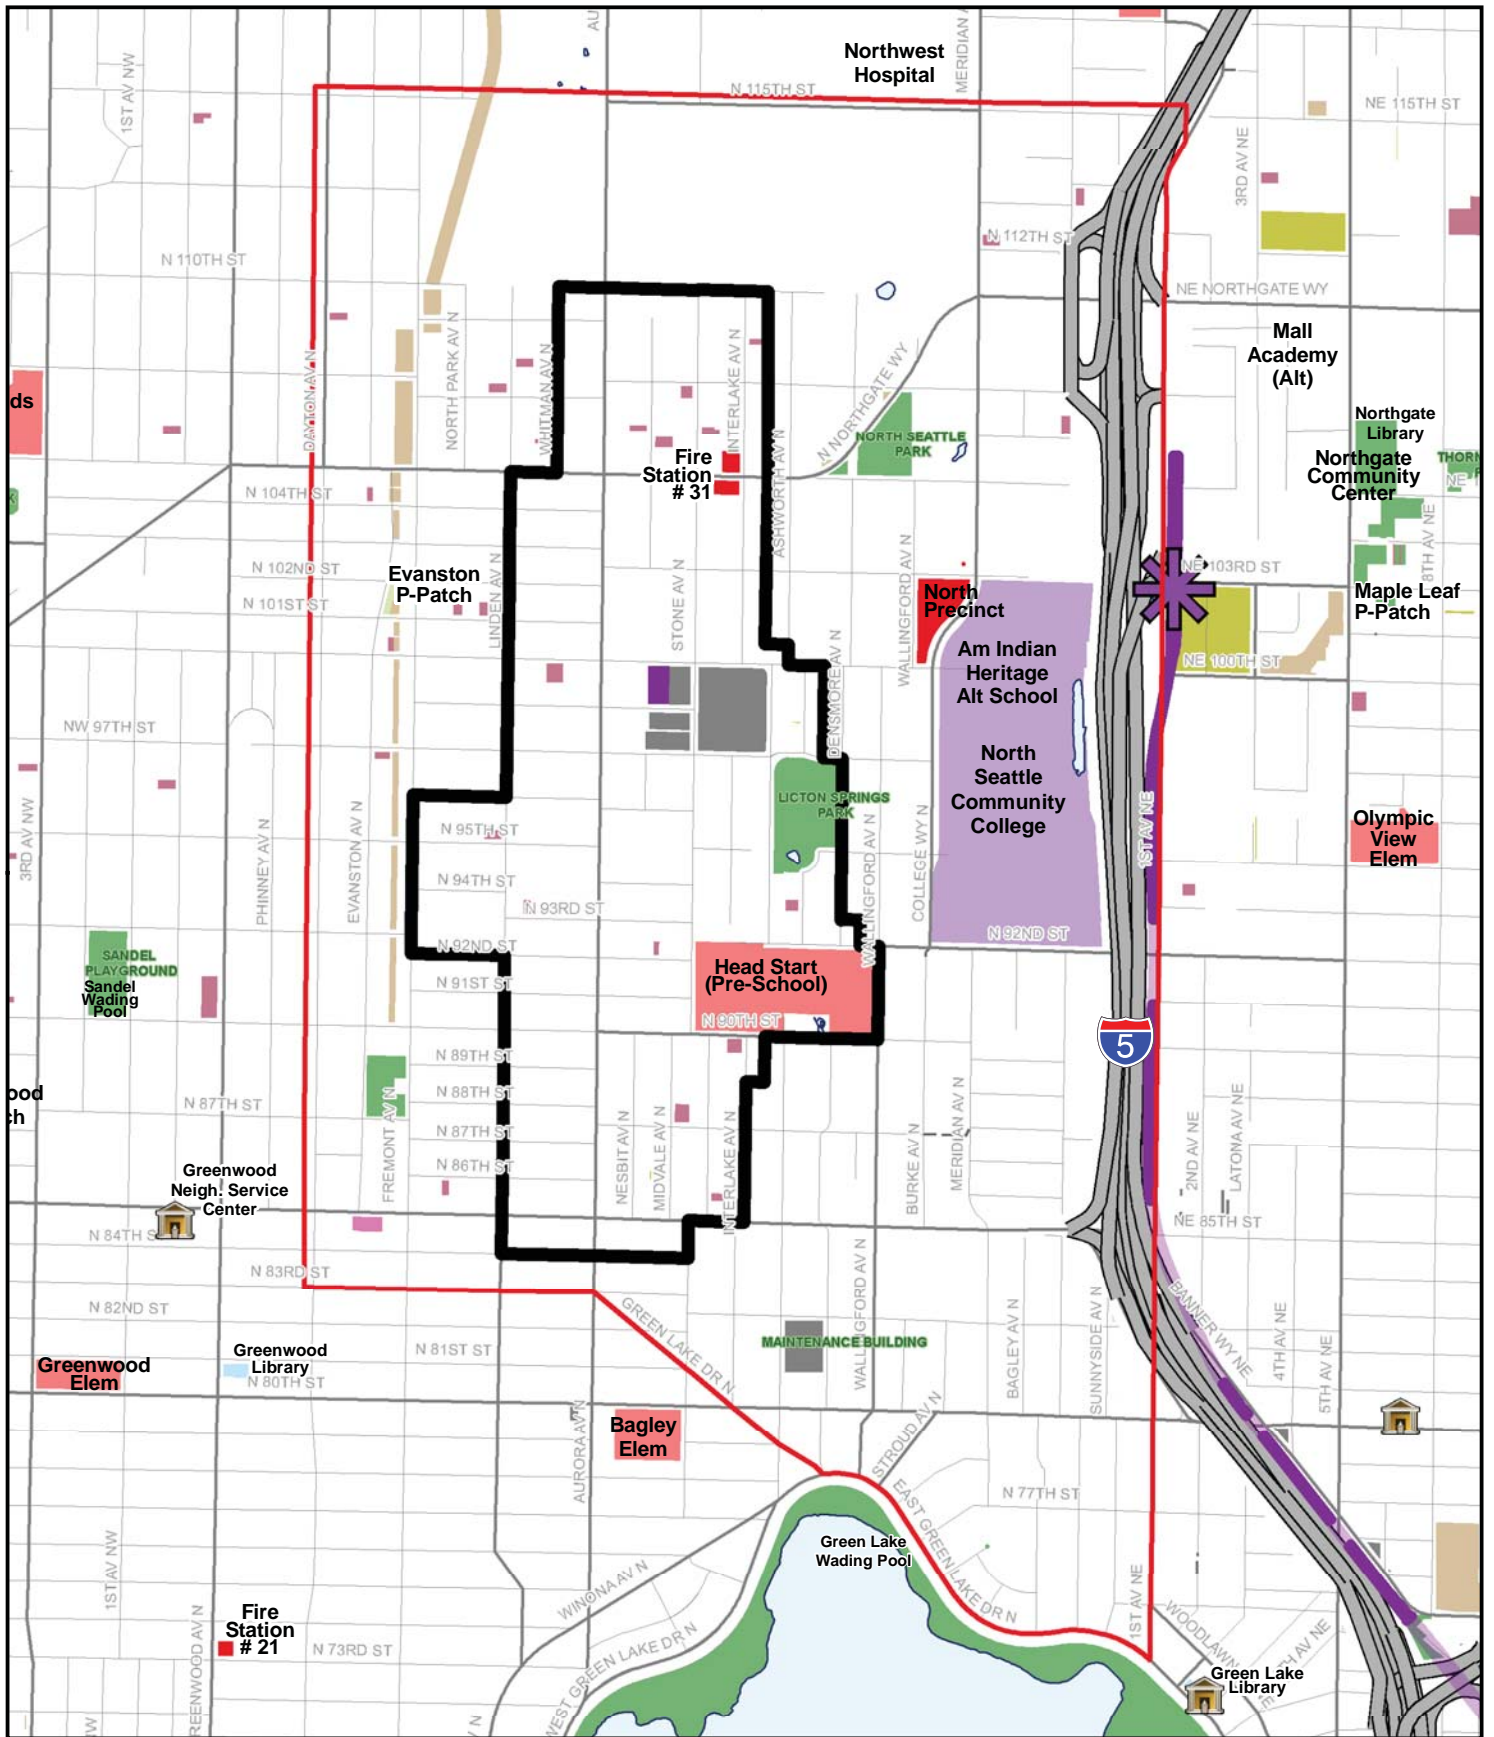 AU
MERIDIAN A
Northwest
Hospital
1ST AV NW
N 115TH ST
NE 115TH ST
3RD AV NE
N 112TH ST
N 110TH ST
NE NORTHGATE WY
Mall
Academy
(Alt)
DAYTON AV N
NORTH PARK AV N
WHITMAN AV N
INTERLAKE AV N
N NORTHGATE WY
ds
Northgate
Library
NORTH SEATTLE
PARK
Fire
Station
# 31
ASHWORTH AV N
Northgate
Community
Center
THORN
NE
N 104TH ST
8TH AV NE
N 102ND ST
Evanston
P-Patch
LINDEN AV N
STONE AV N
WALLINGFORD AV N
NE 103RD ST
N 101ST ST
North
Precinct
Maple Leaf
P-Patch
Am Indian
Heritage
Alt School
DENSMORE AV N
NE 100TH ST
NW 97TH ST
North
Seattle
Community
College
LICTON SPRINGS
PARK
1ST AV NE
Olympic
View
Elem
3RD AV NW
PHINNEY AV N
EVANSTON AV N
N 95TH ST
WALLINGFORD AV N
COLLEGE WY N
N 94TH ST
N 93RD ST
N 92ND ST
N 92ND ST
SANDEL
PLAYGROUND
Sandel
Wading
Pool
Head Start
(Pre-School)
N 91ST ST
N 90TH ST
5
N 89TH ST
N 88TH ST
ood
ch
N 87TH ST
FREMONT AV N
N 87TH ST
NESBIT AV N
MIDVALE AV N
INTERLAKE AV N
BURKE AV N
MERIDIAN AV N
2ND AV NE
LATONA AV NE
N 86TH ST
Greenwood
Neigh. Service
Center
N 84TH S
NE 85TH ST
N 83RD ST
N 82ND ST
GREEN LAKE DR N
WALLINGFORD AV N
BAGLEY AV N
SUNNYSIDE AV N
BANNER WY NE
4TH AV NE
5TH AV NE
MAINTENANCE BUILDING
N 81ST ST
Greenwood
Library
Greenwood
Elem
N 80TH ST
AURORA AV N
Bagley
Elem
STROUD AV N
N 77TH ST
EAST GREEN LAKE DR N
Green Lake
Wading Pool
1ST AV NW
WINONA AV N
1ST AV NE
WOODLAWN
TH AV NE
NE
REENWOOD AV N
Fire
Station
# 21
N 73RD ST
WEST GREEN LAKE DR N
Green Lake
Library
W
V N